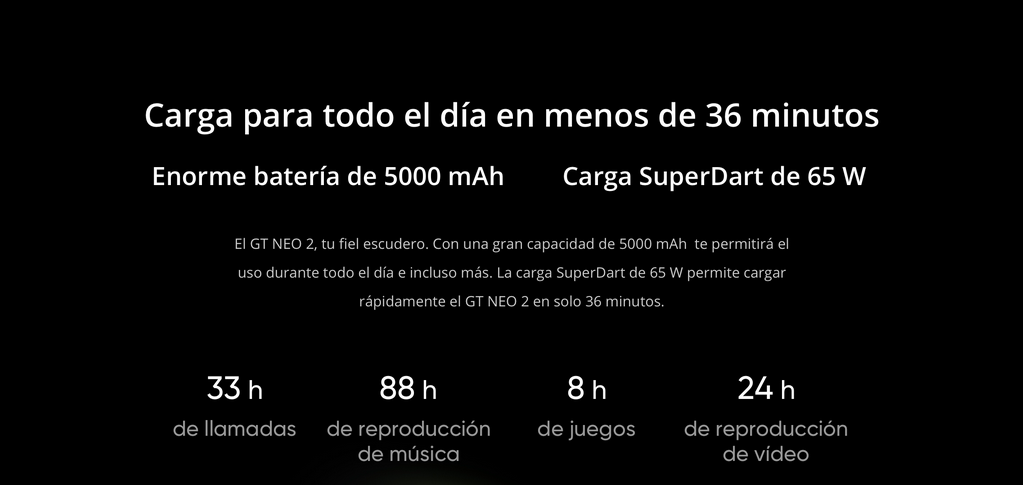 Carga para todo el día en menos de 36 minutos
Enorme batería de 5000 mAh
Carga SuperDart de 65 W
El GT NEO 2, tu fiel escudero. Con una gran capacidad de 5000 mAh te permitirá el
uso durante todo el día e incluso más. La carga SuperDart de 65 W permite cargar
rápidamente el GT NEO 2 en solo 36 minutos.
33 h
de llamadas
88 h
de reproducción
de música
8 h
de juegos
24 h
de reproducción
de vídeo